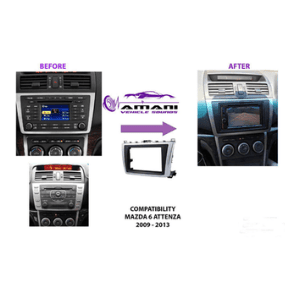 BEFORE
AMANI
VEHICLE SOUNDS
AFTER
COMPATIBILITY
MAZDA 6 ATTENZA
2009 - 2013